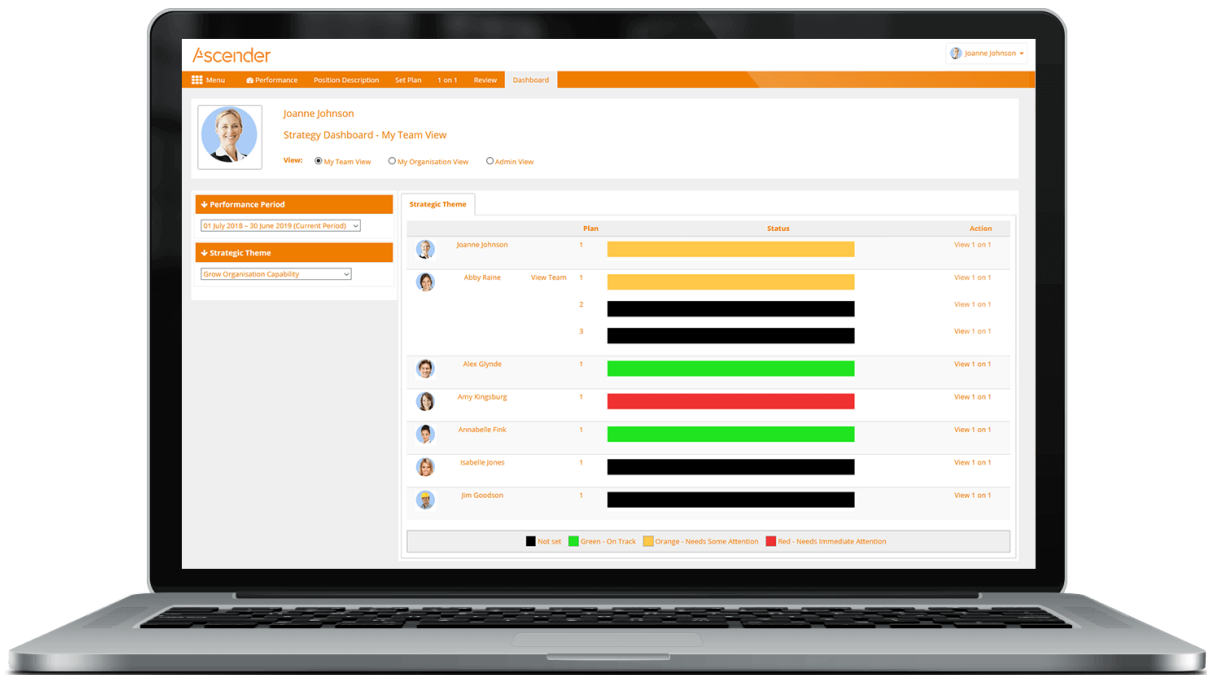 Ascender
Joanne Johnson
Menu Performance Position Description Set Plan 1 on 1 Review Dashboard
Joanne Johnson
Strategy Dashboard - My Team View
View: My Team View My Organisation View Admin View
Performance Period
01 July 2018 – 30 June 2019 (Current Period)
Strategic Theme
Grow Organisation Capability
Strategic Theme
Plan Status Action
Joanne Johnson 1 View 1 on 1
Abby Raine View Team 1 View 1 on 1
2 View 1 on 1
3 View 1 on 1
Alex Glynde 1 View 1 on 1
Amy Kingsburg 1 View 1 on 1
Annabelle Fink 1 View 1 on 1
Isabelle Jones 1 View 1 on 1
Jim Goodson 1 View 1 on 1
Not set Green - On Track Orange - Needs Some Attention Red - Needs Immediate Attention